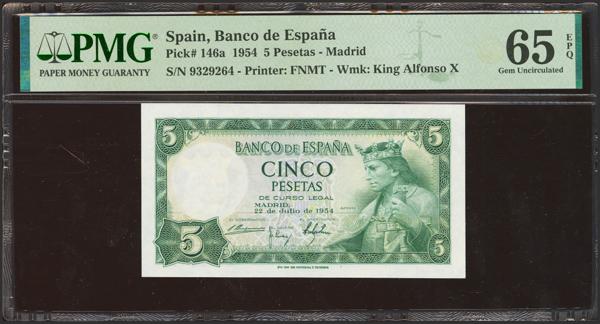 PMG
PAPER MONEY GUARANTY
Spain, Banco de España
Pick# 146a 1954 5 Pesetas - Madrid
S/N 9329264 - Printer: FNMT - Wmk: King Alfonso X
65 EPQ
Gem Uncirculated
5 5
BANCO DE ESPAÑA
CINCO
PESETAS
DE CURSO LEGAL
MADRID,
22 de Julio de 1954
EL GOBERNADOR
5